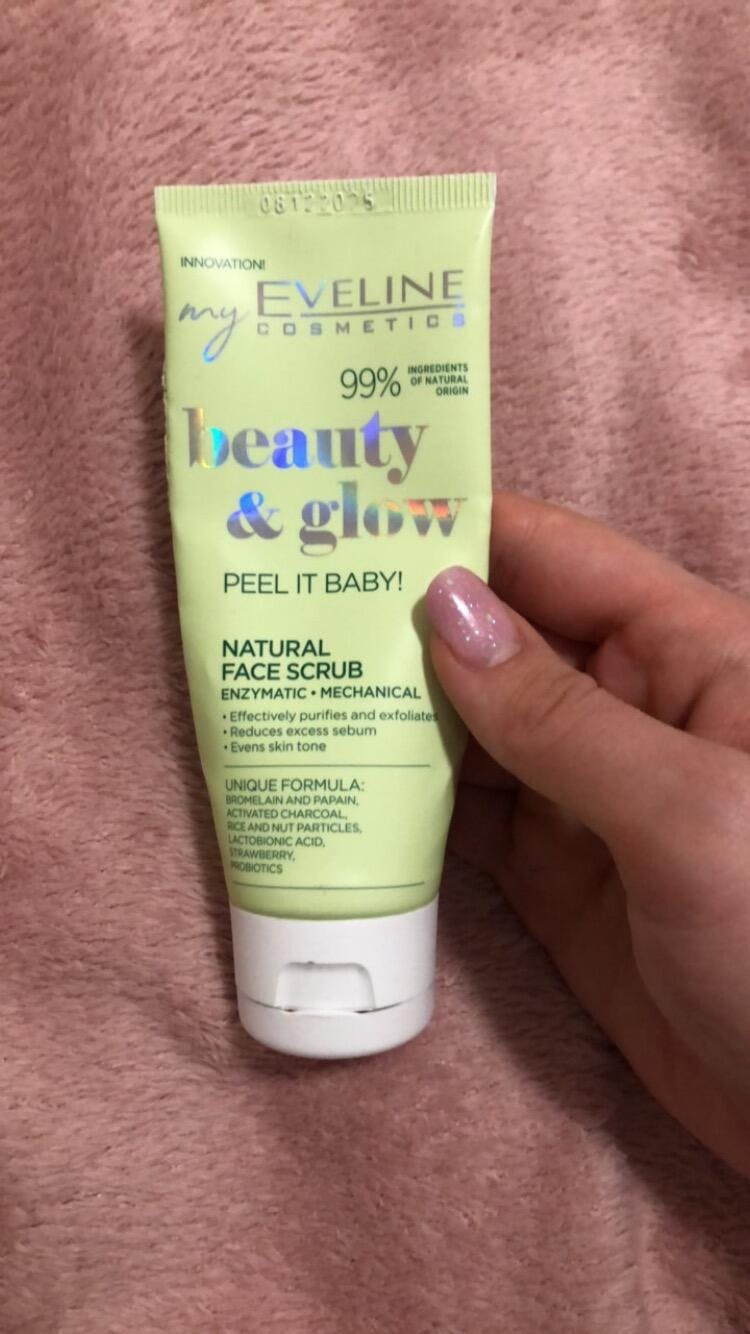 08122025
INNOVATION!
my EVELINE
COSMETICS
99% INGREDIENTS
OF NATURAL
ORIGIN
beauty
& glow
PEEL IT BABY!
NATURAL
FACE SCRUB
ENZYMATIC • MECHANICAL
• Effectively purifies and exfoliates
• Reduces excess sebum
• Evens skin tone
UNIQUE FORMULA:
BROMELAIN AND PAPAIN,
ACTIVATED CHARCOAL,
RICE AND NUT PARTICLES,
LACTOBIONIC ACID,
STRAWBERRY,
PROBIOTICS